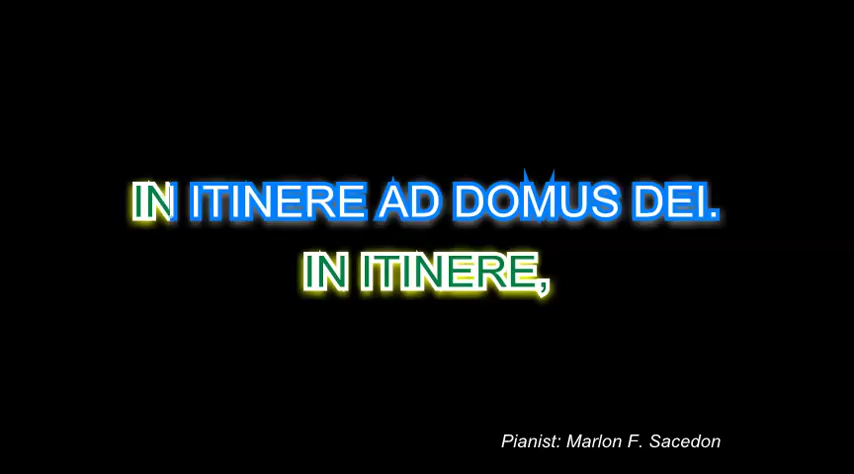 IN ITINERE AD DOMUS DEI.
IN ITINERE,
Pianist: Marlon F. Sacedon